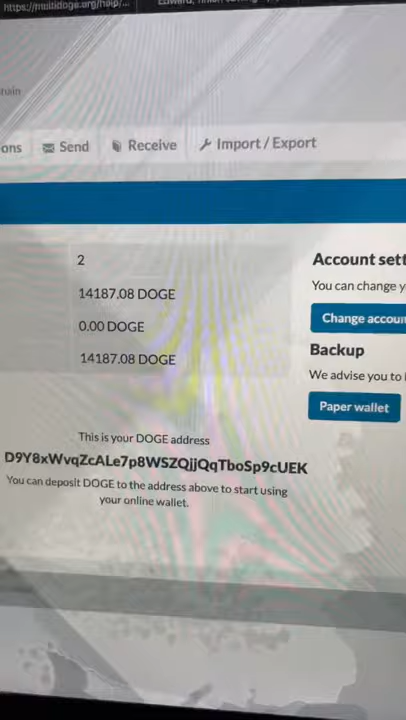 https://multidoge.org/help/...
hain
ons Send Receive Import / Export
2
14187.08 DOGE
0.00 DOGE
14187.08 DOGE
Account sett
You can change y
Change accoun
Backup
We advise you to
Paper wallet
This is your DOGE address
D9Y8xWvqZcALe7p8WSZQjjQqTboSp9cUEK
You can deposit DOGE to the address above to start using
your online wallet.